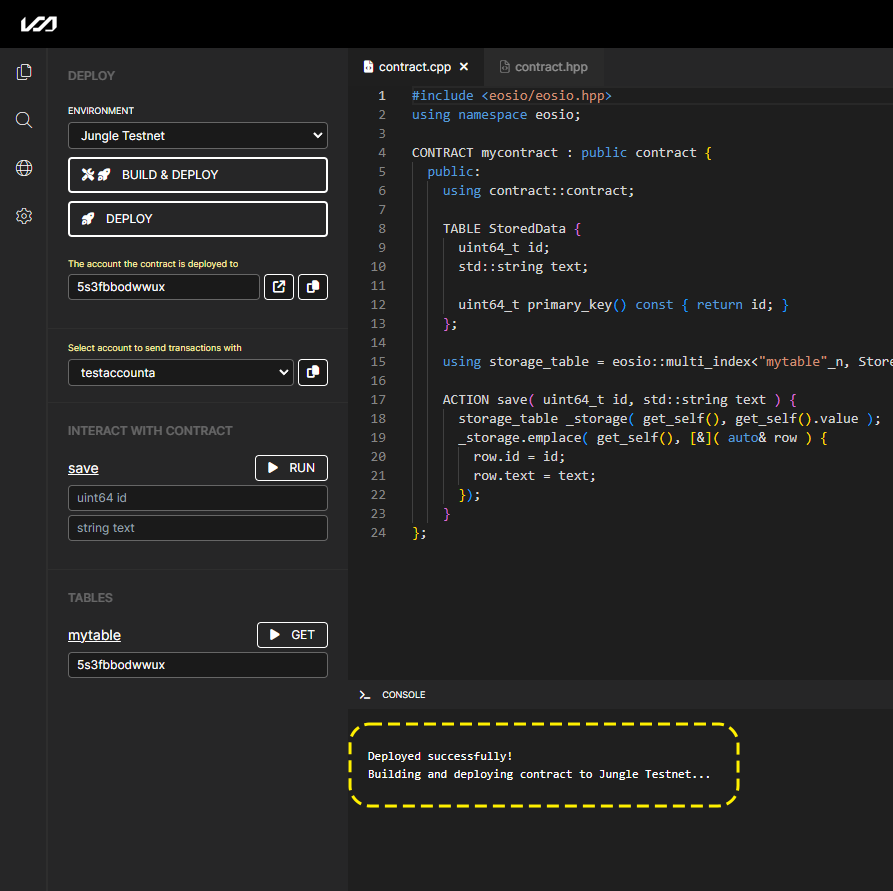 DEPLOY
ENVIRONMENT
Jungle Testnet
BUILD & DEPLOY
DEPLOY
The account the contract is deployed to
5s3fbbodwwux
Select account to send transactions with
testaccounta
INTERACT WITH CONTRACT
save
RUN
uint64 id
string text
TABLES
mytable
GET
5s3fbbodwwux
contract.cpp
contract.hpp
1 #include <eosio/eosio.hpp>
2 using namespace eosio;
3
4 CONTRACT mycontract : public contract {
5 public:
6 using contract::contract;
7
8 TABLE StoredData {
9 uint64_t id;
10 std::string text;
11
12 uint64_t primary_key() const { return id; }
13 };
14
15 using storage_table = eosio::multi_index<"mytable"_n, Store
16
17 ACTION save( uint64_t id, std::string text ) {
18 storage_table _storage( get_self(), get_self().value );
19 _storage.emplace( get_self(), [&]( auto& row ) {
20 row.id = id;
21 row.text = text;
22 });
23 }
24 };
CONSOLE
Deployed successfully!
Building and deploying contract to Jungle Testnet...